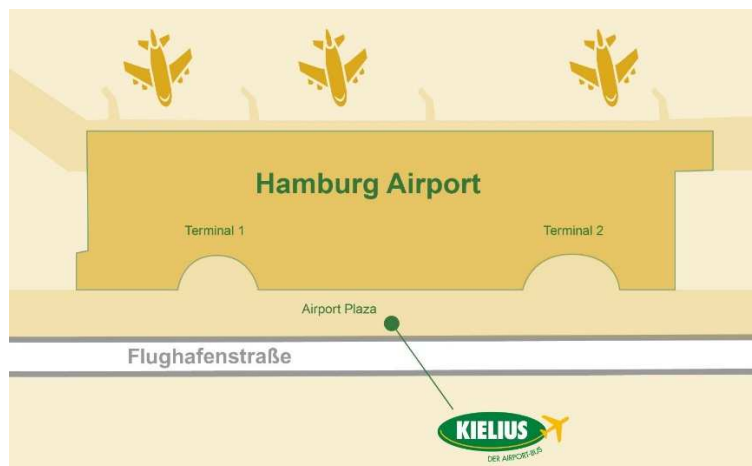 Hamburg Airport
Terminal 1
Terminal 2
Airport Plaza
Flughafenstraße
KIELIUS
DER AIRPORT-BUS